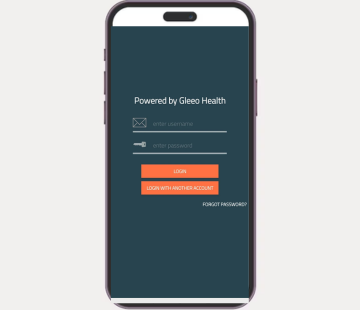 Powered by Gleeo Health
enter username
enter password
LOGIN
LOGIN WITH ANOTHER ACCOUNT
FORGOT PASSWORD?